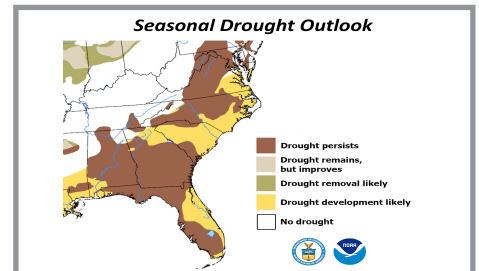 Seasonal Drought Outlook
Drought persists
Drought remains,
but improves
Drought removal likely
Drought development likely
No drought
NOAA